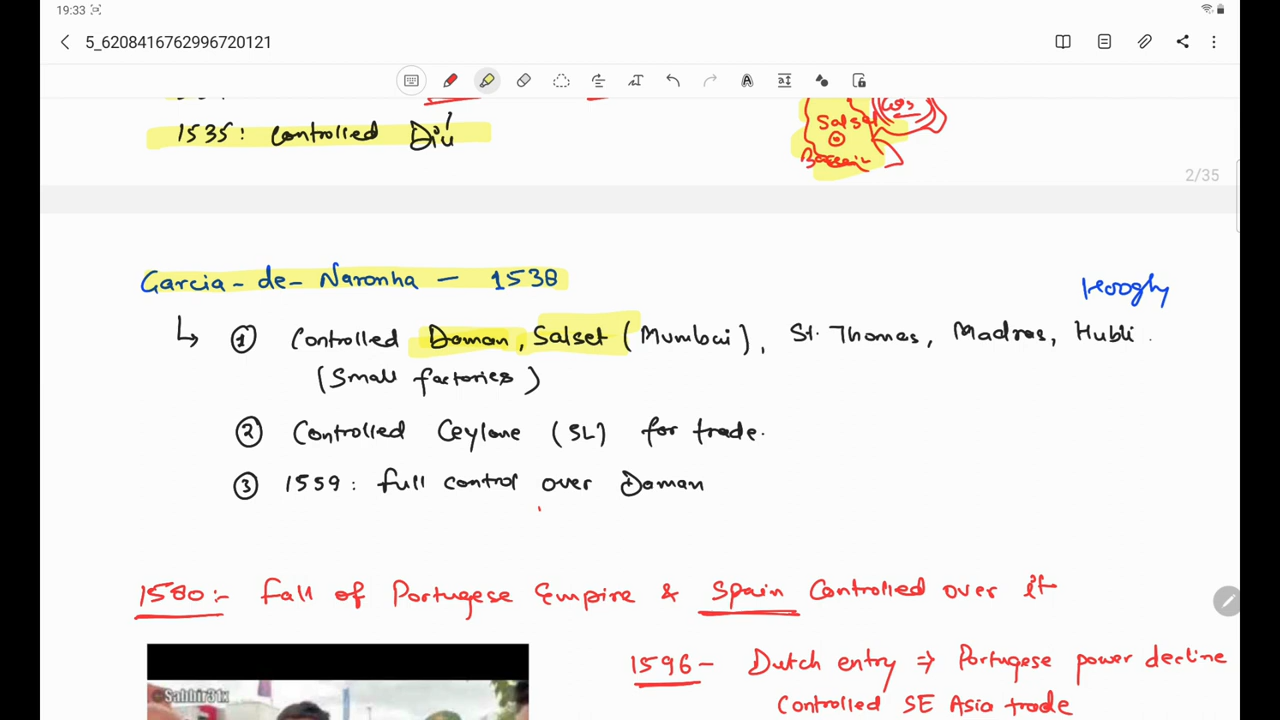 19:33
5_6208416762996720121
1535: Controlled Diu
Salset
Bassein
2/35
Garcia-de-Naronha - 1538
Hooghly
① Controlled Daman, Salset (Mumbai), St. Thomas, Madras, Hubli.
(Small factories)
② Controlled Ceylone (SL) for trade.
③ 1559: full control over Daman
1580:- Fall of Portugese Empire & Spain Controlled over it
1596- Dutch entry ⇒ Portugese power decline
Controlled SE Asia trade
@Sabbir31x